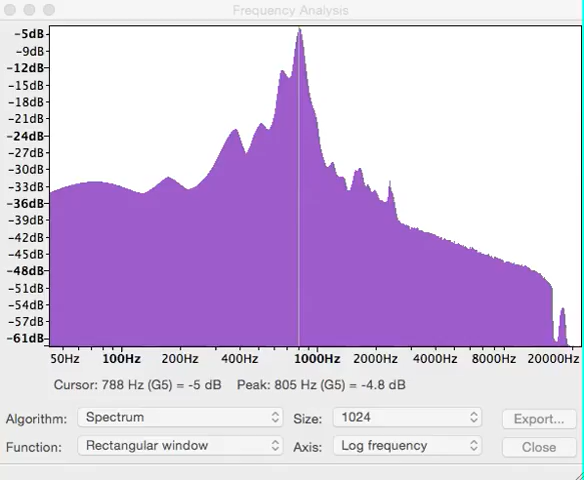 Frequency Analysis
-5dB
-9dB
-12dB
-15dB
-18dB
-21dB
-24dB
-27dB
-30dB
-33dB
-36dB
-39dB
-42dB
-45dB
-48dB
-51dB
-54dB
-57dB
-61dB
50Hz 100Hz 200Hz 400Hz 1000Hz 2000Hz 4000Hz 8000Hz 20000Hz
Cursor: 788 Hz (G5) = -5 dB Peak: 805 Hz (G5) = -4.8 dB
Algorithm: Spectrum Size: 1024 Export...
Function: Rectangular window Axis: Log frequency Close